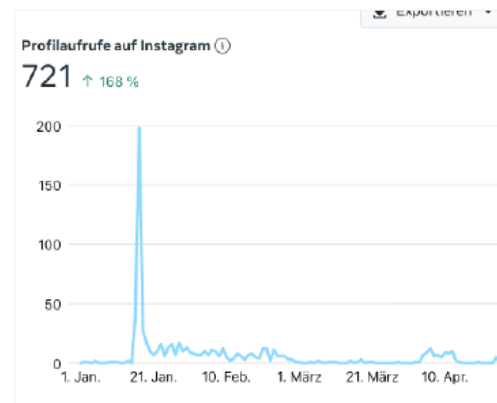 Exportieren
Profilaufrufe auf Instagram
721 ↑ 168 %
200
150
100
50
0
1. Jan. 21. Jan. 10. Feb. 1. März 21. März 10. Apr.